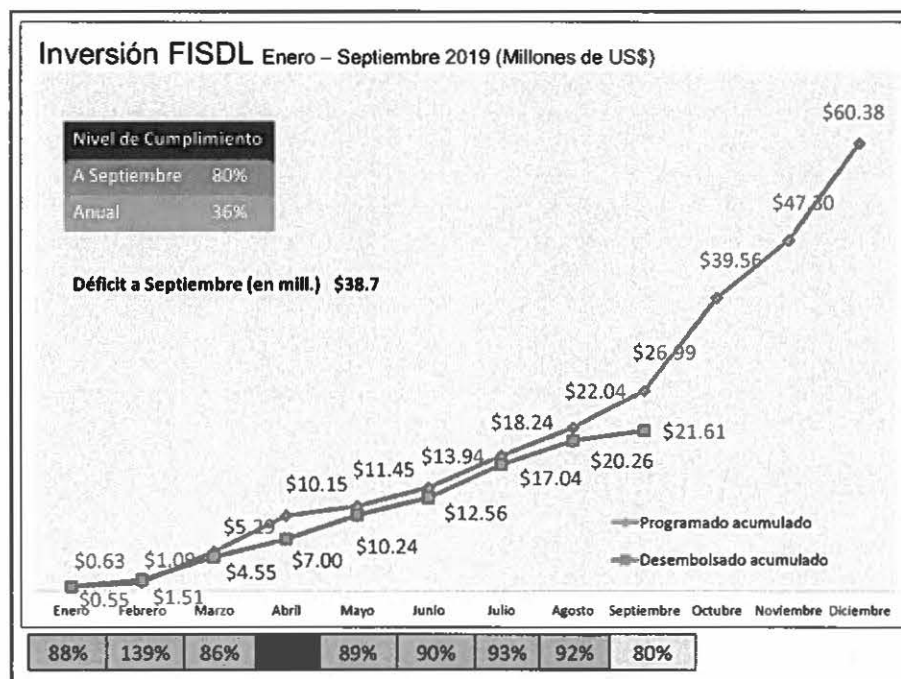 Inversión FISDL Enero – Septiembre 2019 (Millones de US$)
$60.38
Nivel de Cumplimiento
A Septiembre 80%
Anual 36%
$47.30
$39.56
Déficit a Septiembre (en mill.) $38.7
$26.99
$22.04
$18.24
$13.94
$11.45
$10.15
$5.29
$1.09
$0.63
$21.61
$20.26
$17.04
$12.56
$10.24
$7.00
$4.55
$1.51
$0.55
Programado acumulado
Desembolsado acumulado
Enero Febrero Marzo Abril Mayo Junio Julio Agosto Septiembre Octubre Noviembre Diciembre
88% 139% 86% 89% 90% 93% 92% 80%